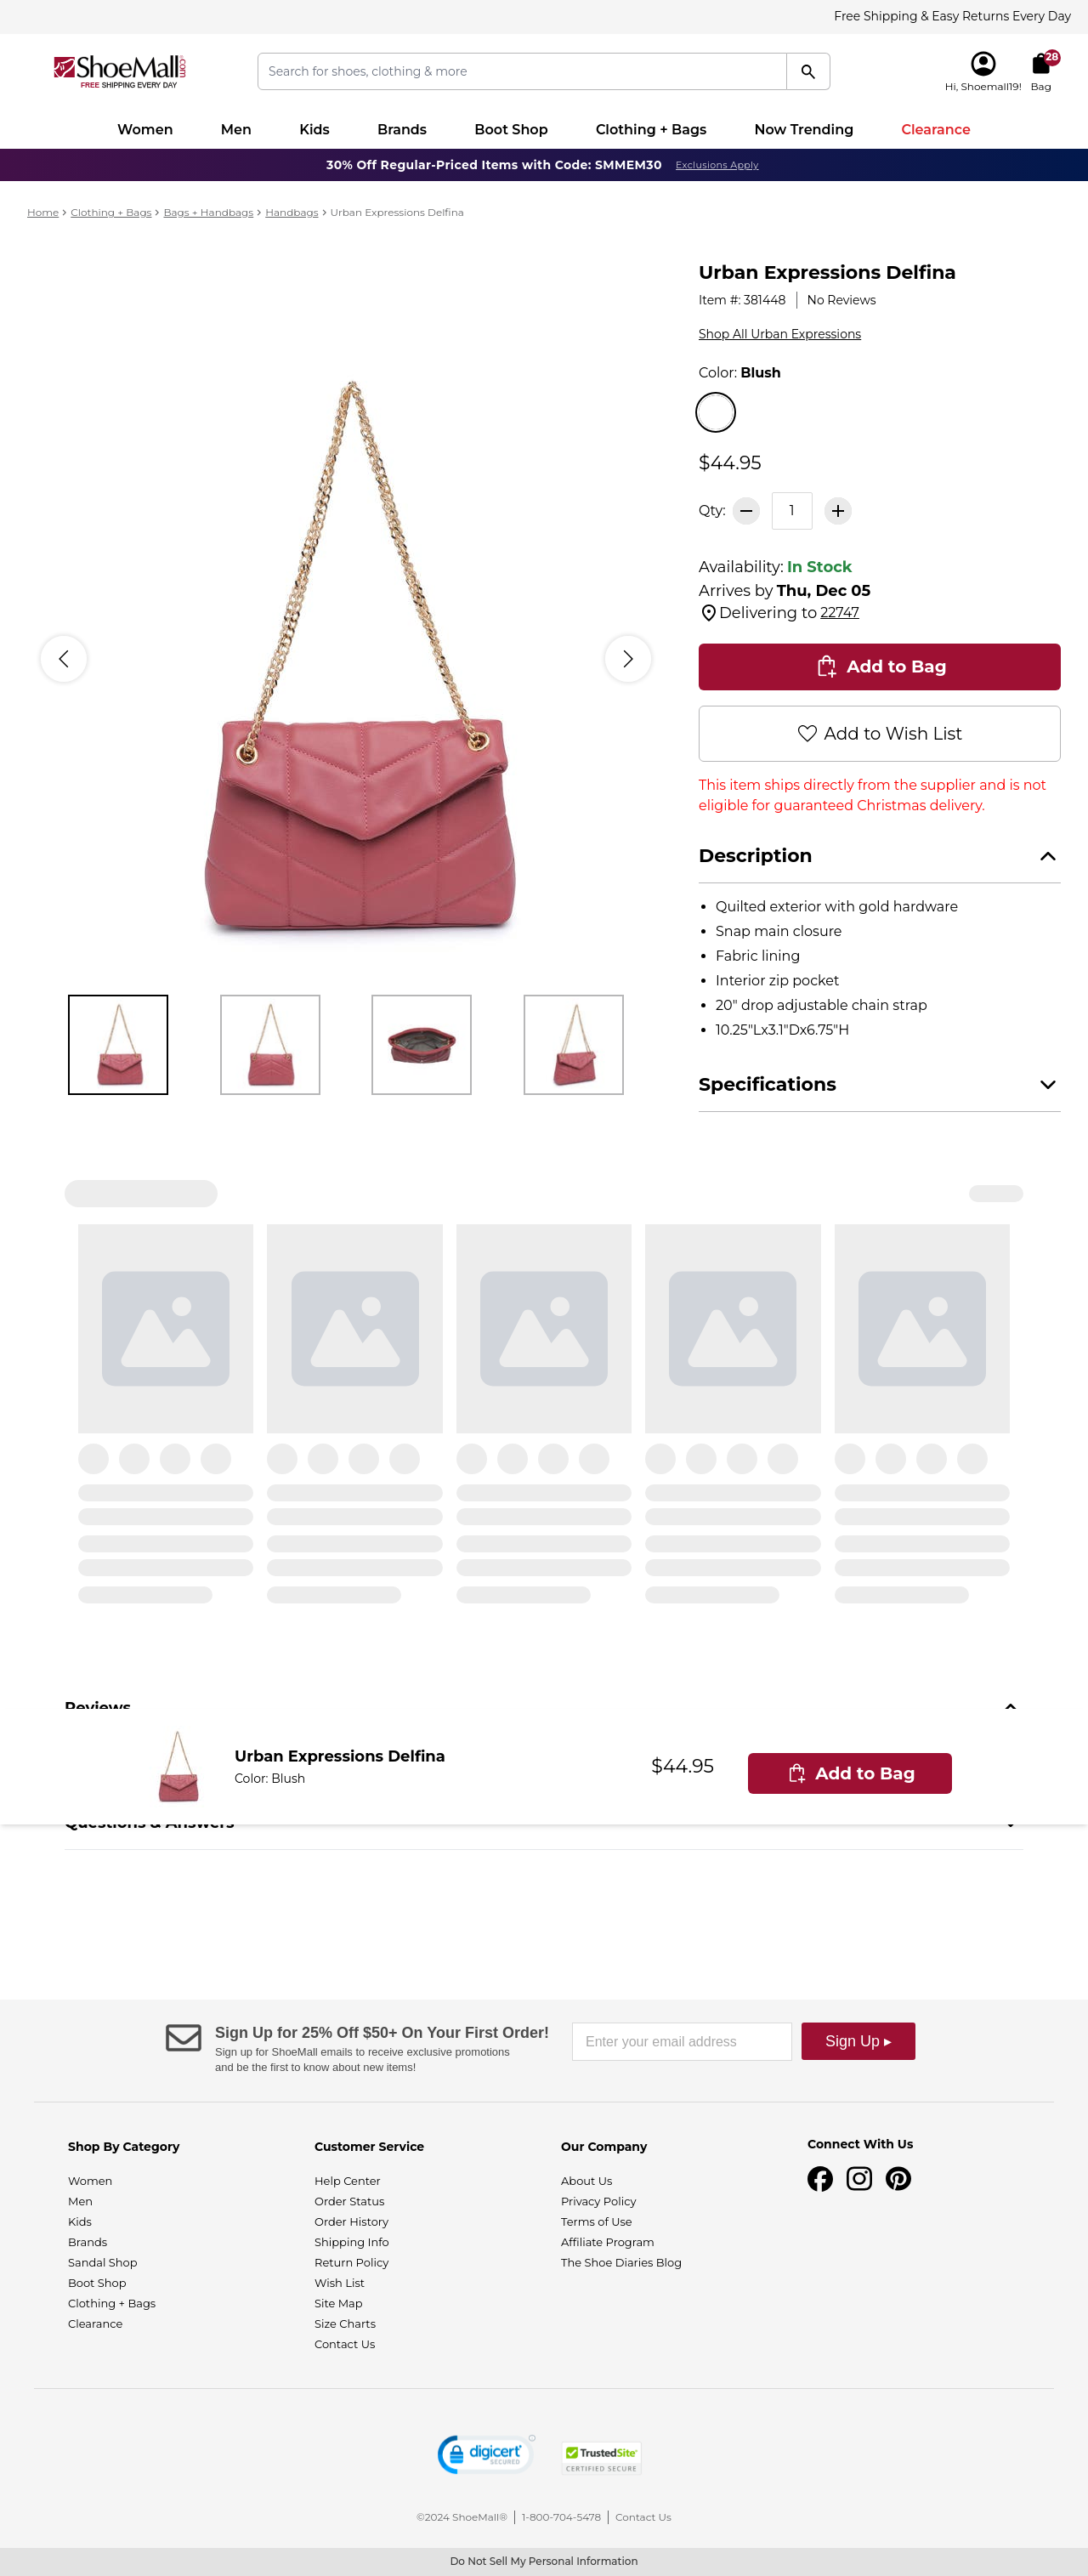 Free Shipping & Easy Returns Every Day
ShoeMall.com
FREE SHIPPING EVERY DAY
Search for shoes, clothing & more
28
Hi, Shoemall19!
Bag
Women
Men
Kids
Brands
Boot Shop
Clothing + Bags
Now Trending
Clearance
30% Off Regular-Priced Items with Code: SMMEM30 Exclusions Apply
Home > Clothing + Bags > Bags + Handbags > Handbags > Urban Expressions Delfina
Urban Expressions Delfina
Item #: 381448 | No Reviews
Shop All Urban Expressions
Color: Blush
$44.95
Qty: 1
Availability: In Stock
Arrives by Thu, Dec 05
Delivering to 22747
Add to Bag
Add to Wish List
This item ships directly from the supplier and is not
eligible for guaranteed Christmas delivery.
Description
• Quilted exterior with gold hardware
• Snap main closure
• Fabric lining
• Interior zip pocket
• 20" drop adjustable chain strap
• 10.25"Lx3.1"Dx6.75"H
Specifications
Reviews
Urban Expressions Delfina
Color: Blush
$44.95
Add to Bag
Questions & Answers
Sign Up for 25% Off $50+ On Your First Order!
Sign up for ShoeMall emails to receive exclusive promotions
and be the first to know about new items!
Enter your email address
Sign Up ▸
Shop By Category
Women
Men
Kids
Brands
Sandal Shop
Boot Shop
Clothing + Bags
Clearance
Customer Service
Help Center
Order Status
Order History
Shipping Info
Return Policy
Wish List
Site Map
Size Charts
Contact Us
Our Company
About Us
Privacy Policy
Terms of Use
Affiliate Program
The Shoe Diaries Blog
Connect With Us
digicert
SECURED
TrustedSite
CERTIFIED SECURE
©2024 ShoeMall® | 1-800-704-5478 | Contact Us
Do Not Sell My Personal Information